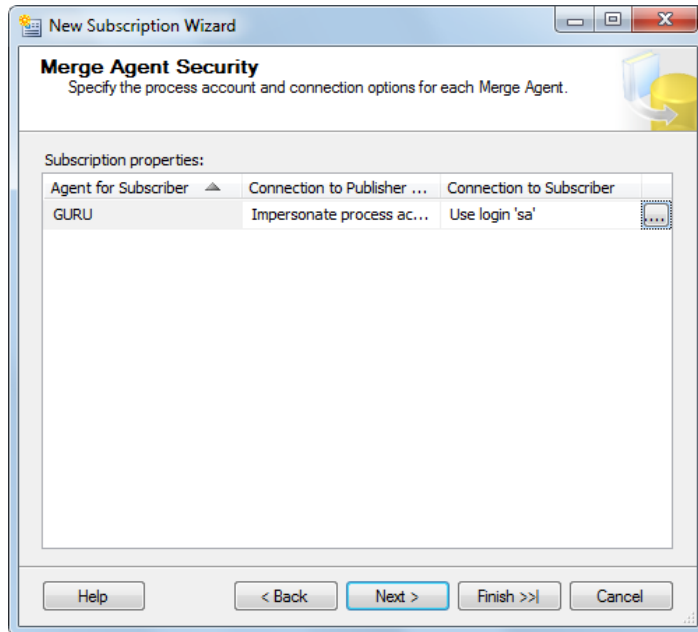 New Subscription Wizard
Merge Agent Security
Specify the process account and connection options for each Merge Agent.
Subscription properties:
Agent for Subscriber Connection to Publisher ... Connection to Subscriber
GURU Impersonate process ac... Use login 'sa' ....
Help < Back Next > Finish >>| Cancel